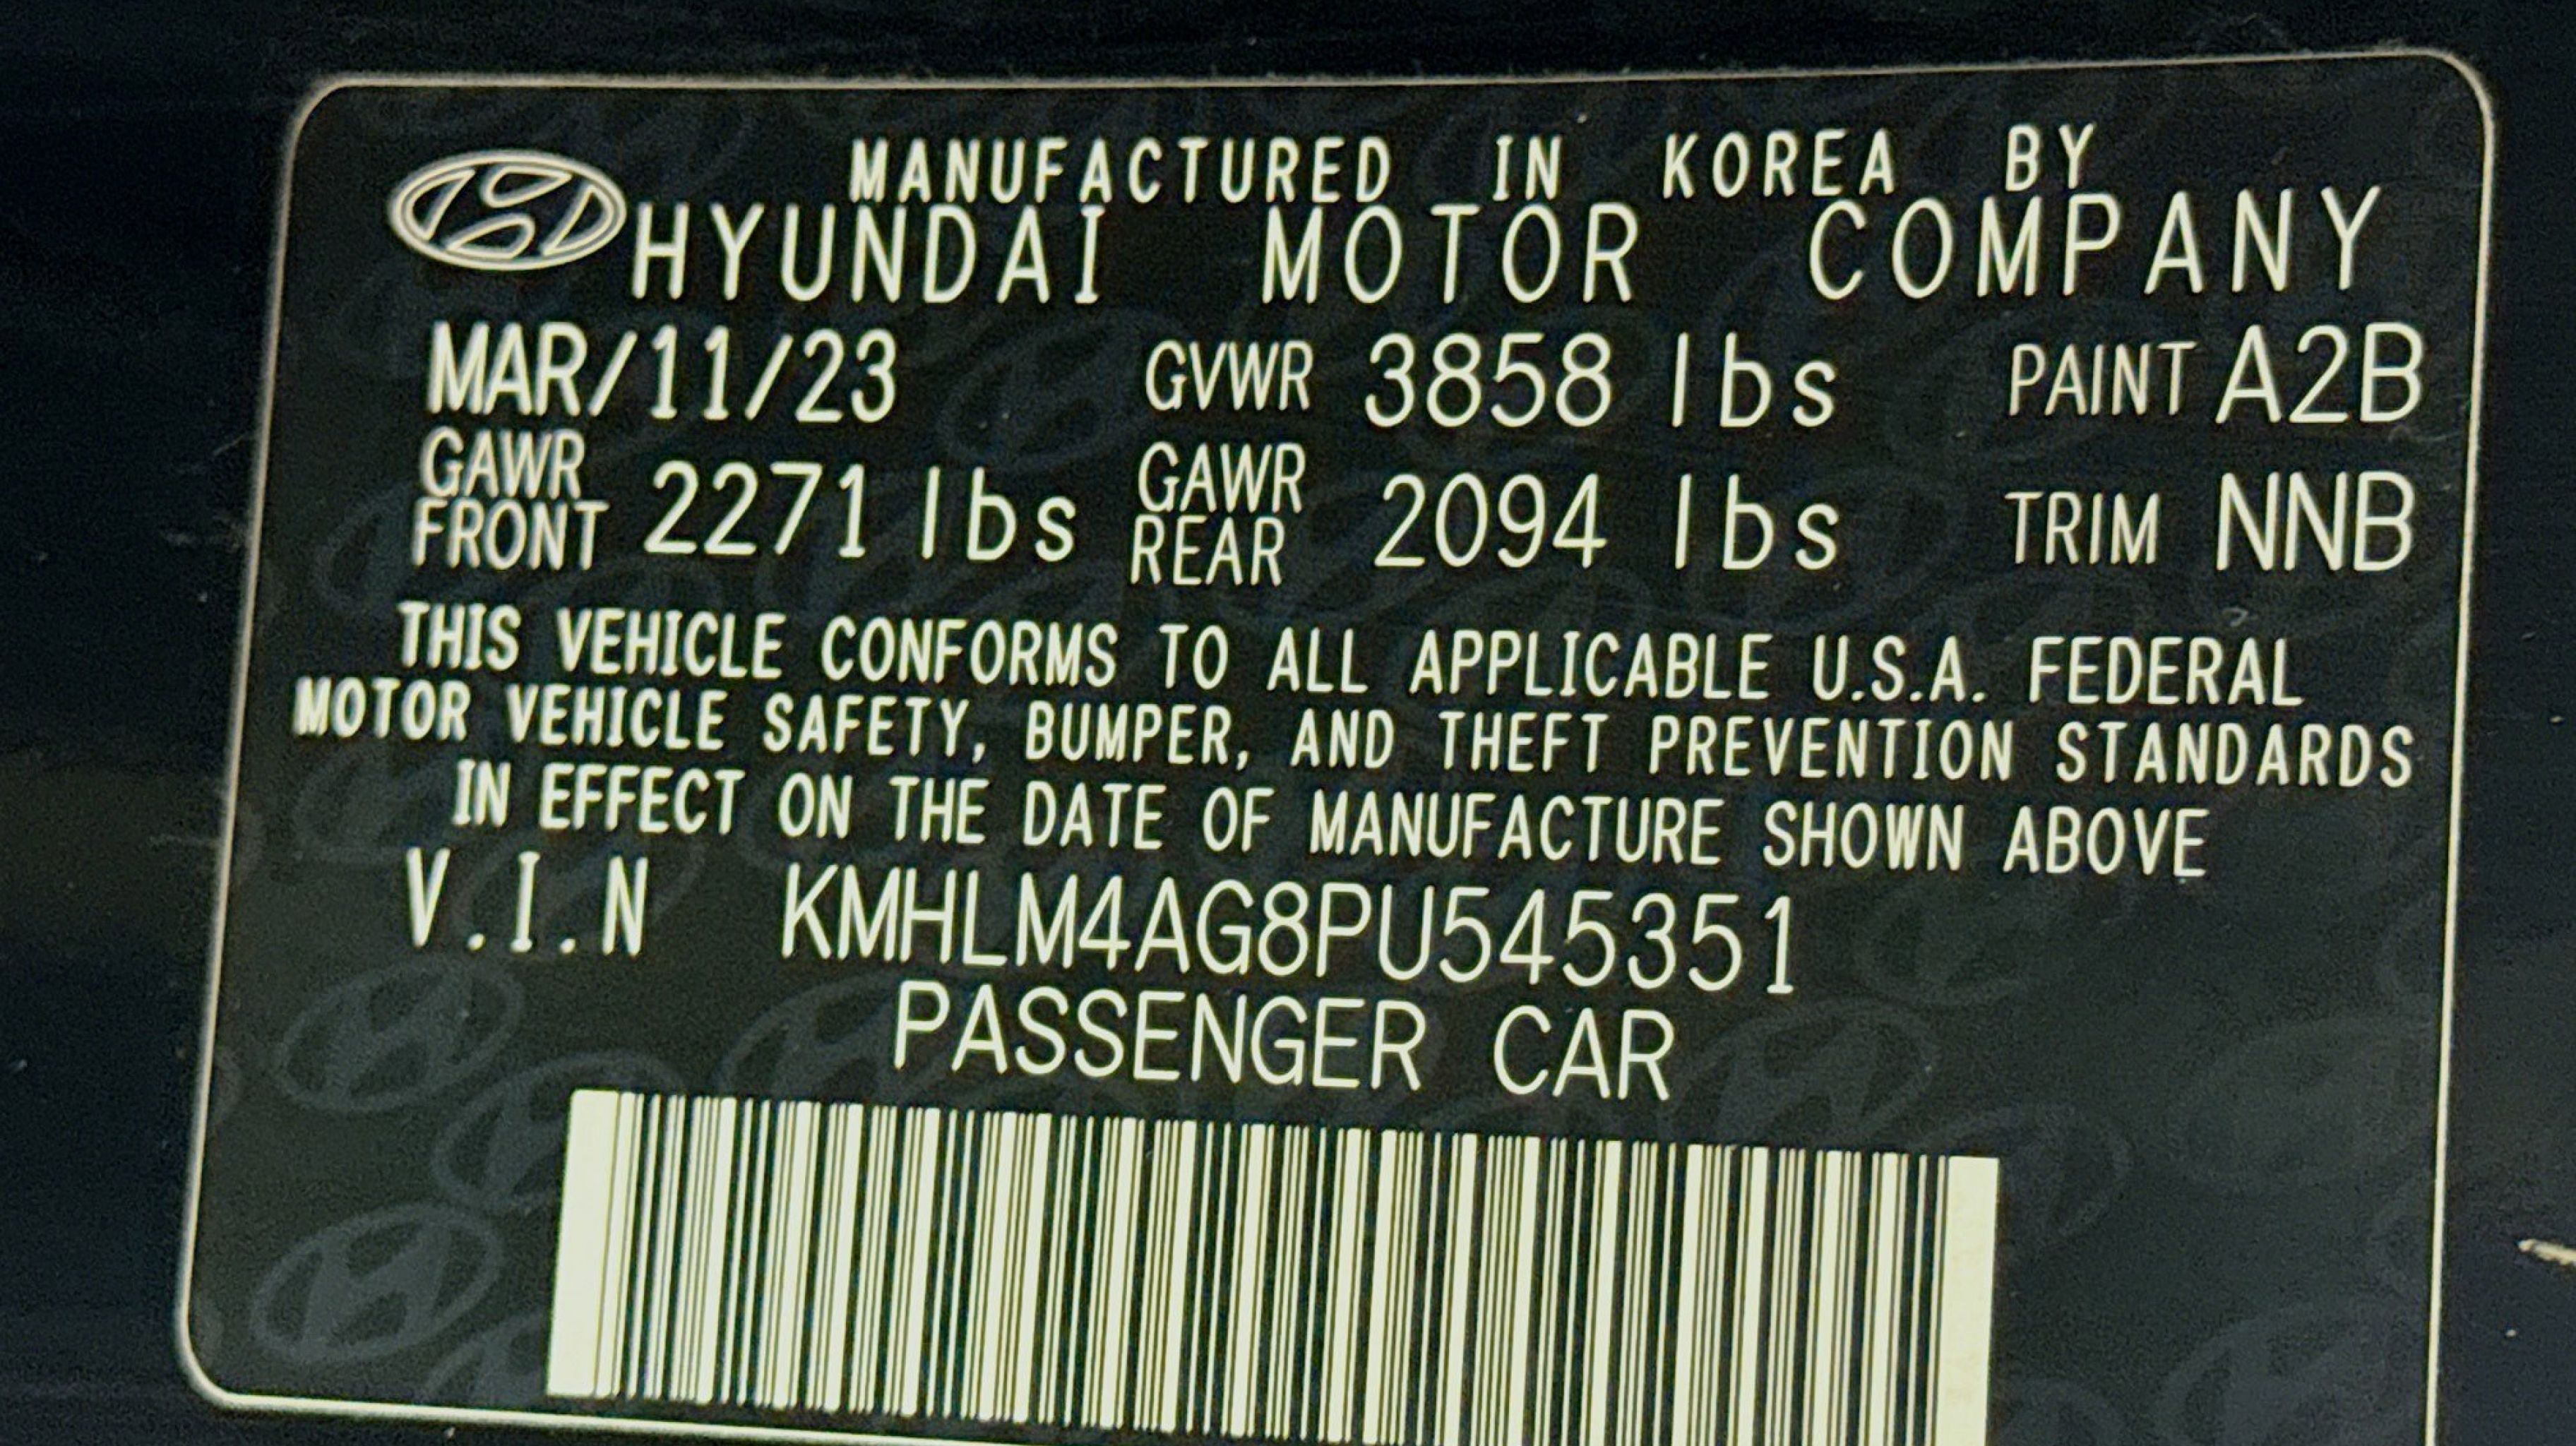 MANUFACTURED IN KOREA BY
HYUNDAI MOTOR COMPANY
MAR/11/23 GVWR 3858 lbs PAINT A2B
GAWR FRONT 2271 lbs GAWR REAR 2094 lbs TRIM NNB
THIS VEHICLE CONFORMS TO ALL APPLICABLE U.S.A. FEDERAL
MOTOR VEHICLE SAFETY, BUMPER, AND THEFT PREVENTION STANDARDS
IN EFFECT ON THE DATE OF MANUFACTURE SHOWN ABOVE
V.I.N KMHLM4AG8PU545351
PASSENGER CAR